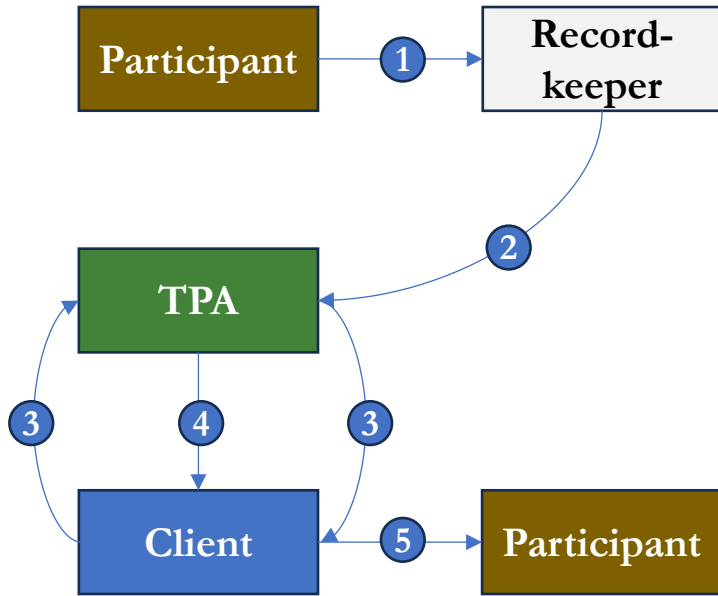 Participant
1
Record-
keeper
2
TPA
3
4
3
Client
5
Participant